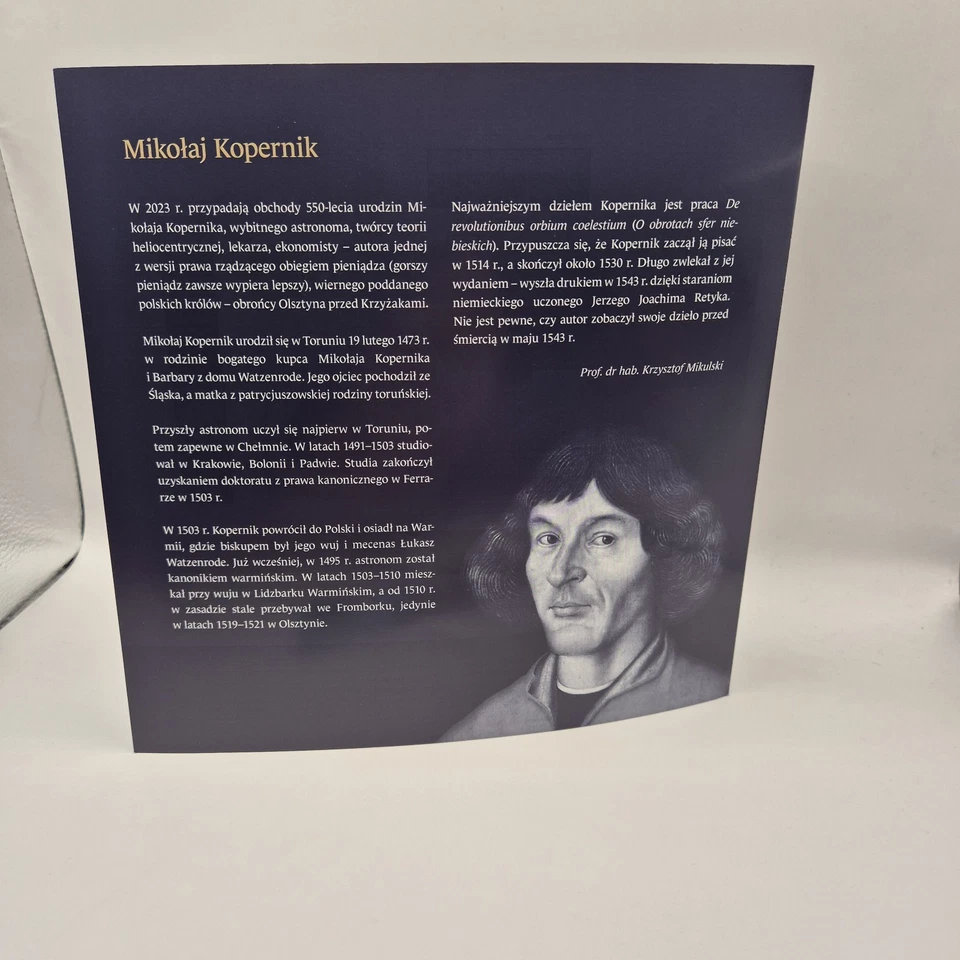 Mikołaj Kopernik
W 2023 r. przypadają obchody 550-lecia urodzin Mi-
kołaja Kopernika, wybitnego astronoma, twórcy teorii
heliocentrycznej, lekarza, ekonomisty – autora jednej
z wersji prawa rządzącego obiegiem pieniądza (gorszy
pieniądz zawsze wypiera lepszy), wiernego poddanego
polskich królów – obrońcy Olsztyna przed Krzyżakami.
Mikołaj Kopernik urodził się w Toruniu 19 lutego 1473 r.
w rodzinie bogatego kupca Mikołaja Kopernika
i Barbary z domu Watzenrode. Jego ojciec pochodził ze
Śląska, a matka z patrycjuszowskiej rodziny toruńskiej.
Przyszły astronom uczył się najpierw w Toruniu, po-
tem zapewne w Chełmnie. W latach 1491–1503 studio-
wał w Krakowie, Bolonii i Padwie. Studia zakończył
uzyskaniem doktoratu z prawa kanonicznego w Ferra-
rze w 1503 r.
W 1503 r. Kopernik powrócił do Polski i osiadł na War-
mii, gdzie biskupem był jego wuj i mecenas Łukasz
Watzenrode. Już wcześniej, w 1495 r. astronom został
kanonikiem warmińskim. W latach 1503–1510 miesz-
kał przy wuju w Lidzbarku Warmińskim, a od 1510 r.
w zasadzie stale przebywał we Fromborku, jedynie
w latach 1519–1521 w Olsztynie.
Najważniejszym dziełem Kopernika jest praca De
revolutionibus orbium coelestium (O obrotach sfer nie-
bieskich). Przypuszcza się, że Kopernik zaczął ją pisać
w 1514 r., a skończył około 1530 r. Długo zwlekał z jej
wydaniem – wyszła drukiem w 1543 r. dzięki staraniom
niemieckiego uczonego Jerzego Joachima Retyka.
Nie jest pewne, czy autor zobaczył swoje dzieło przed
śmiercią w maju 1543 r.
Prof. dr hab. Krzysztof Mikulski